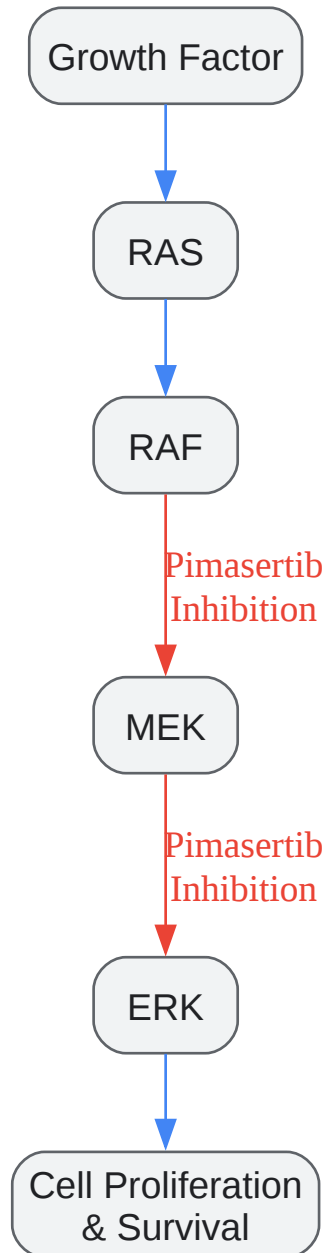 Growth Factor
RAS
RAF
Pimasertib
Inhibition
MEK
Pimasertib
Inhibition
ERK
Cell Proliferation
& Survival